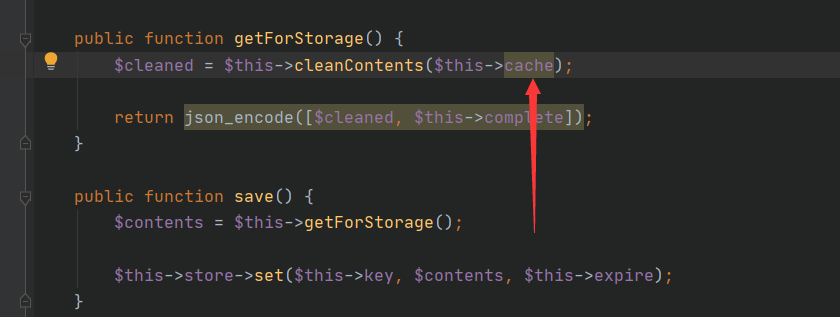 public function getForStorage() {
$cleaned = $this->cleanContents($this->cache);
return json_encode([$cleaned, $this->complete]);
}
public function save() {
$contents = $this->getForStorage();
$this->store->set($this->key, $contents, $this->expire);
}